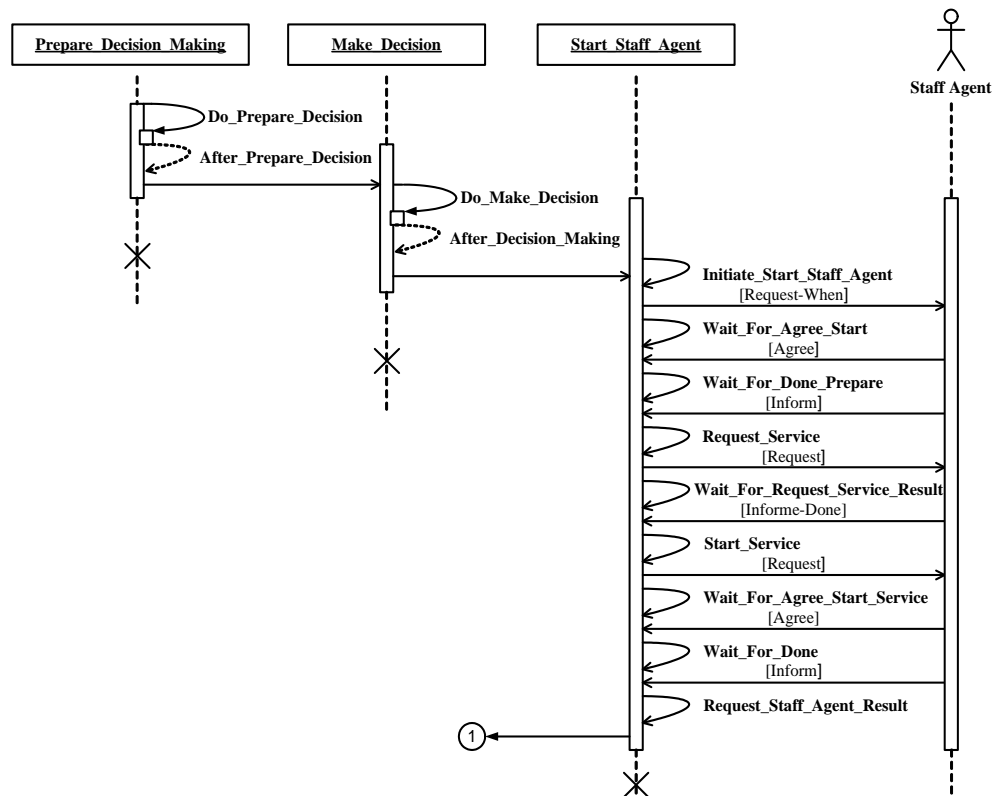 Prepare_Decision_Making
Make_Decision
Start_Staff_Agent
Staff Agent
Do_Prepare_Decision
After_Prepare_Decision
Do_Make_Decision
After_Decision_Making
Initiate_Start_Staff_Agent
[Request-When]
Wait_For_Agree_Start
[Agree]
Wait_For_Done_Prepare
[Inform]
Request_Service
[Request]
Wait_For_Request_Service_Result
[Informe-Done]
Start_Service
[Request]
Wait_For_Agree_Start_Service
[Agree]
Wait_For_Done
[Inform]
Request_Staff_Agent_Result
1